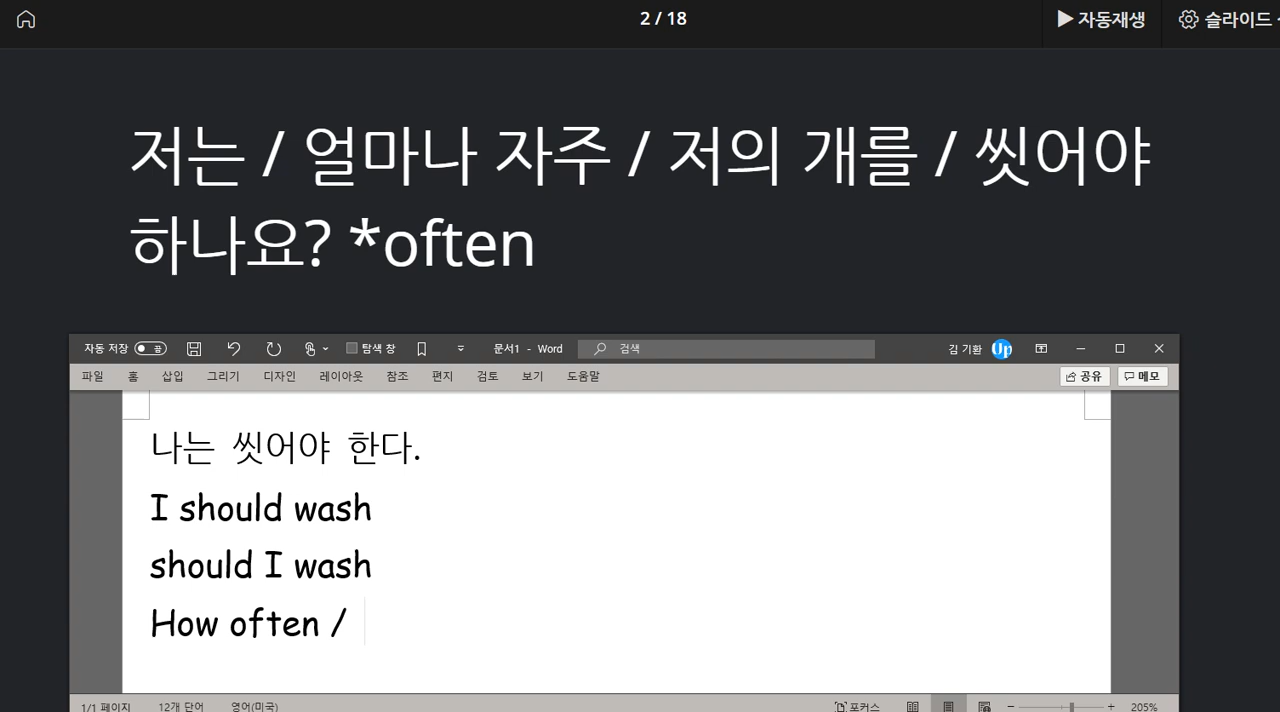 2 / 18
자동재생
슬라이드
저는 / 얼마나 자주 / 저의 개를 / 씻어야
하나요? *often
자동 저장 끔 탐색 창 문서1 - Word 검색 김 기환 Up
파일 홈 삽입 그리기 디자인 레이아웃 참조 편지 검토 보기 도움말 공유 메모
나는 씻어야 한다.
I should wash
should I wash
How often /
1/1 페이지 12개 단어 영어(미국) 포커스 205%